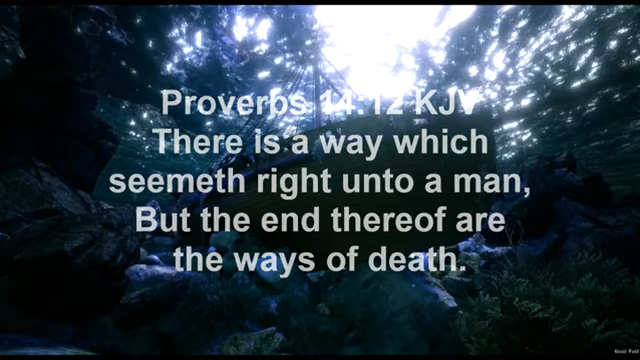 Proverbs 14:12 KJV
There is a way which
seemeth right unto a man,
But the end thereof are
the ways of death.